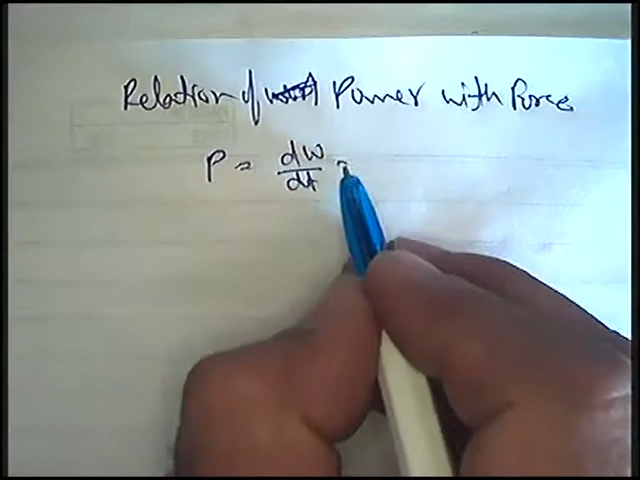 Relation of Power with Force
P = dW/dt =